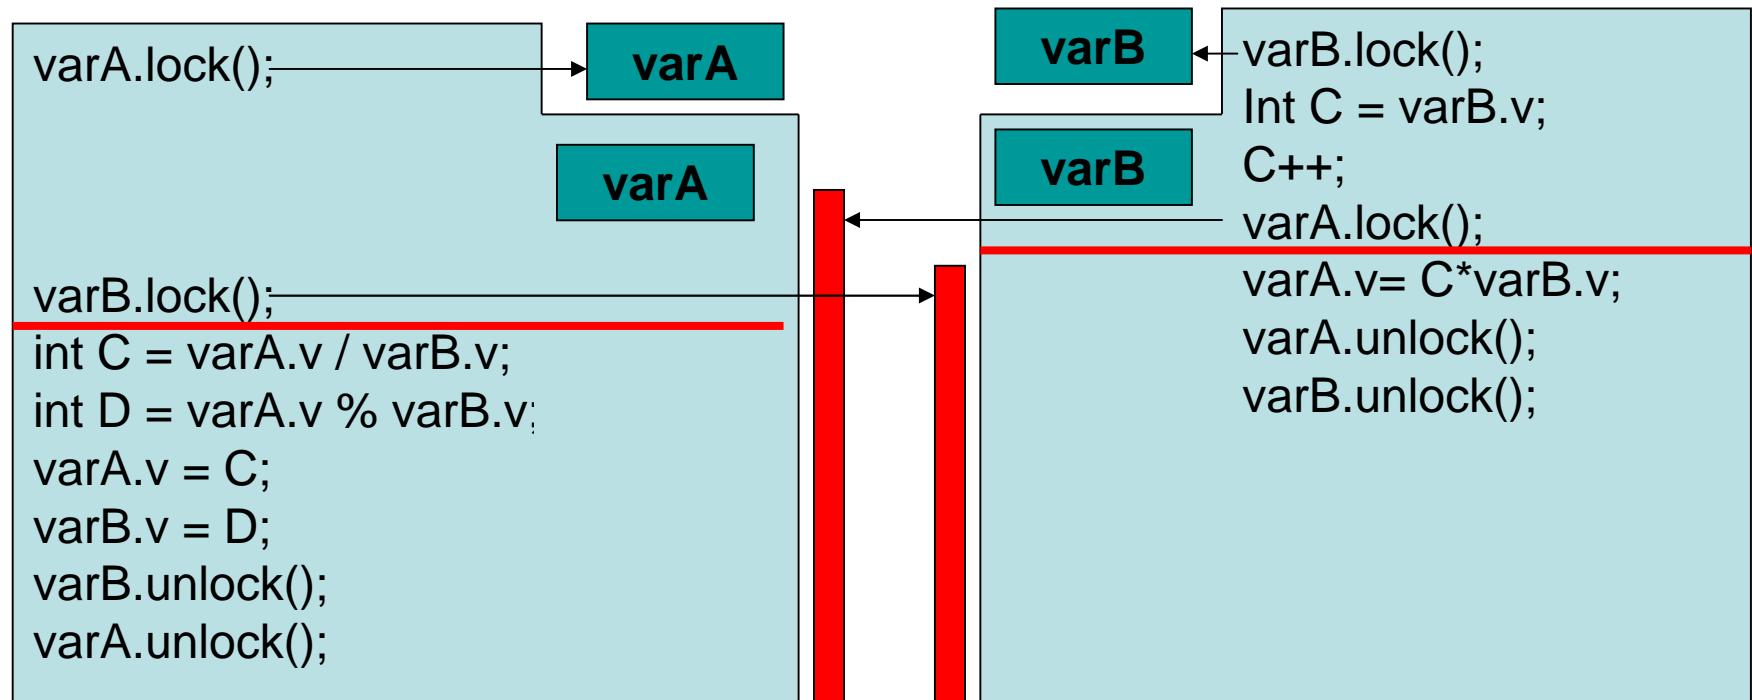 varA.lock();
varA
varA
varB.lock();
int C = varA.v / varB.v;
int D = varA.v % varB.v;
varA.v = C;
varB.v = D;
varB.unlock();
varA.unlock();
varB
varB
varB.lock();
Int C = varB.v;
C++;
varA.lock();
varA.v= C*varB.v;
varA.unlock();
varB.unlock();